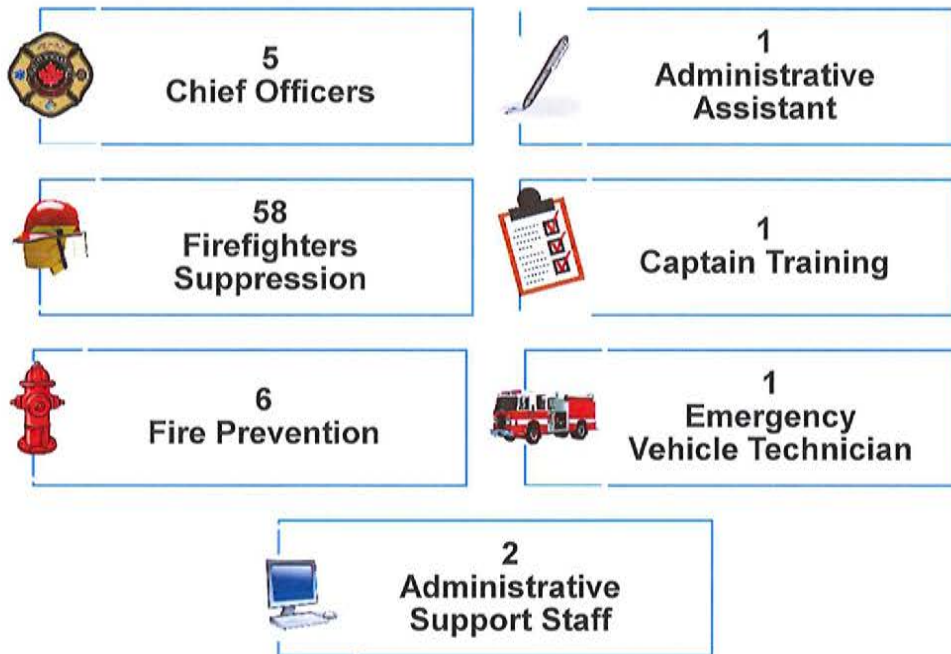 5
Chief Officers
1
Administrative
Assistant
58
Firefighters
Suppression
1
Captain Training
6
Fire Prevention
1
Emergency
Vehicle Technician
2
Administrative
Support Staff